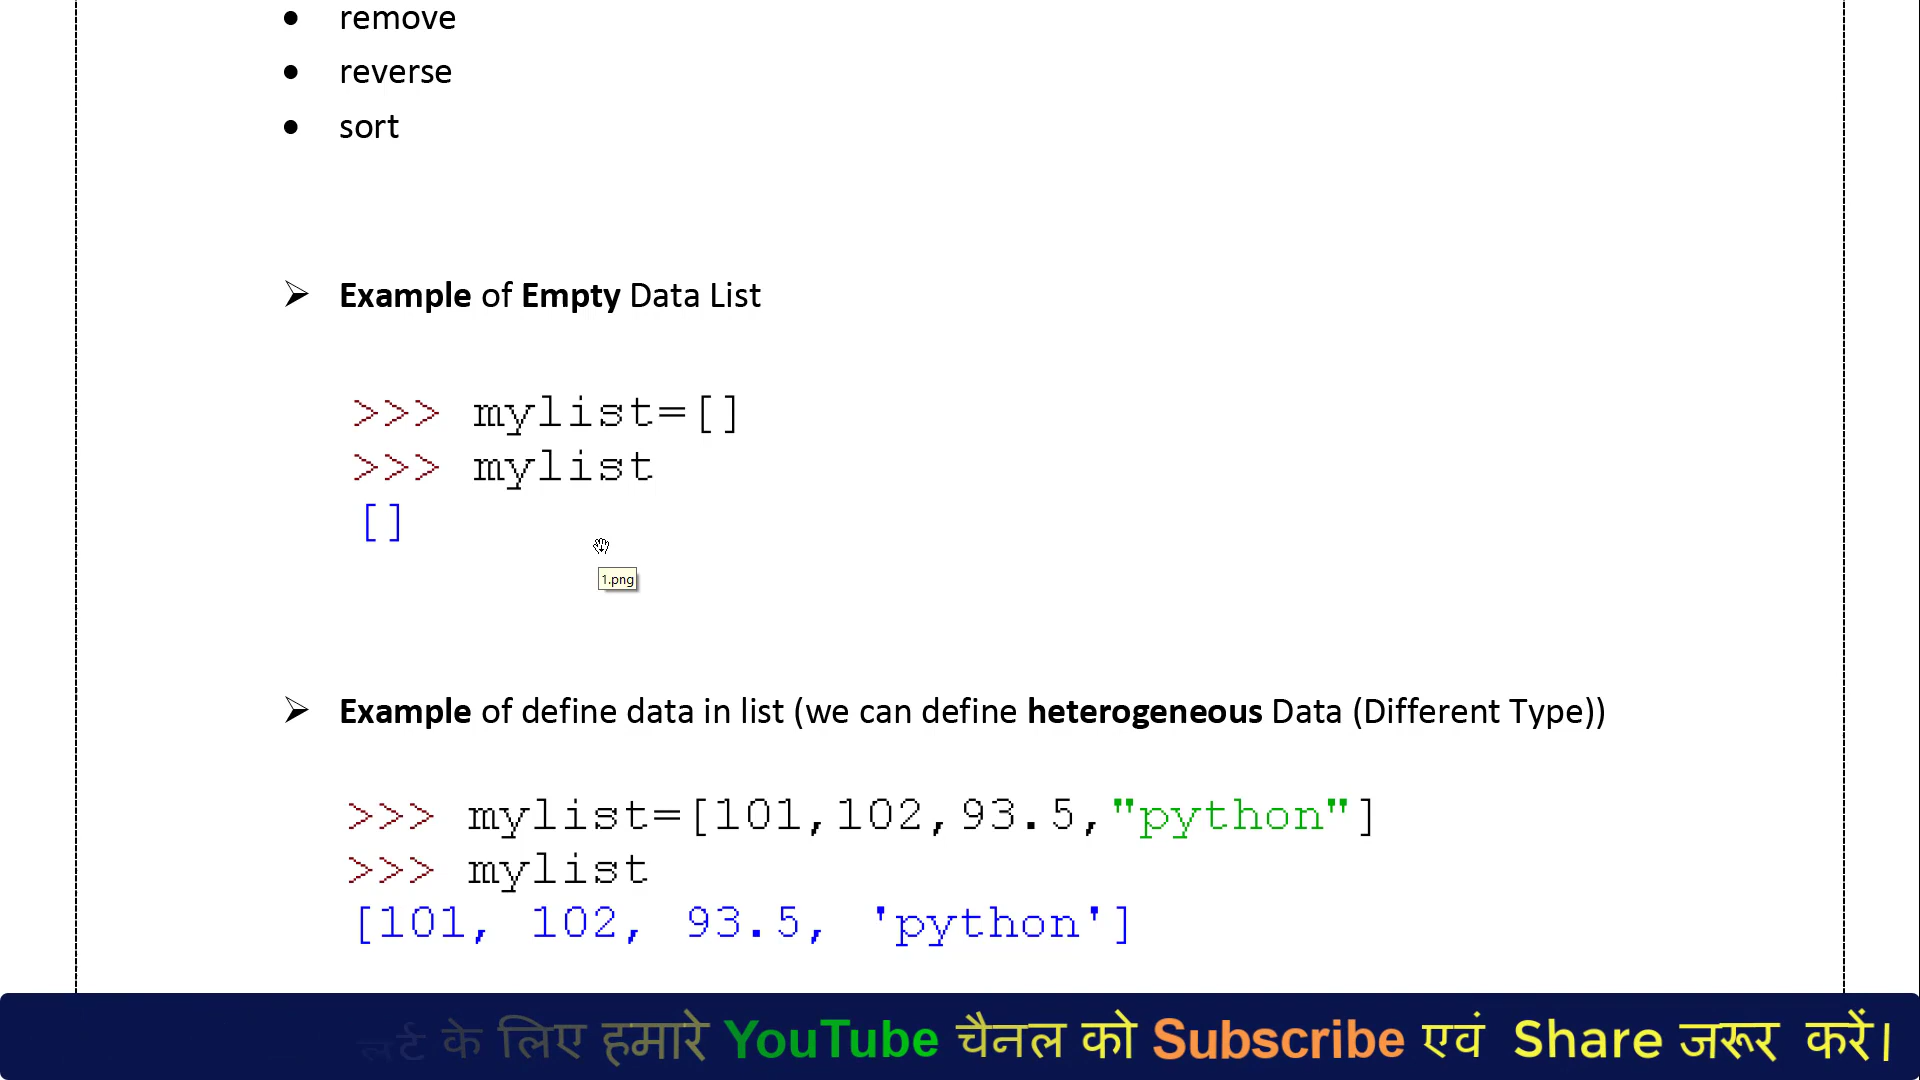 • remove
• reverse
• sort
➢ Example of Empty Data List
>>> mylist=[]
>>> mylist
[]
1.png
➢ Example of define data in list (we can define heterogeneous Data (Different Type))
>>> mylist=[101,102,93.5,"python"]
>>> mylist
[101, 102, 93.5, 'python']
के लिए हमारे YouTube चैनल को Subscribe एवं Share जरूर करें।